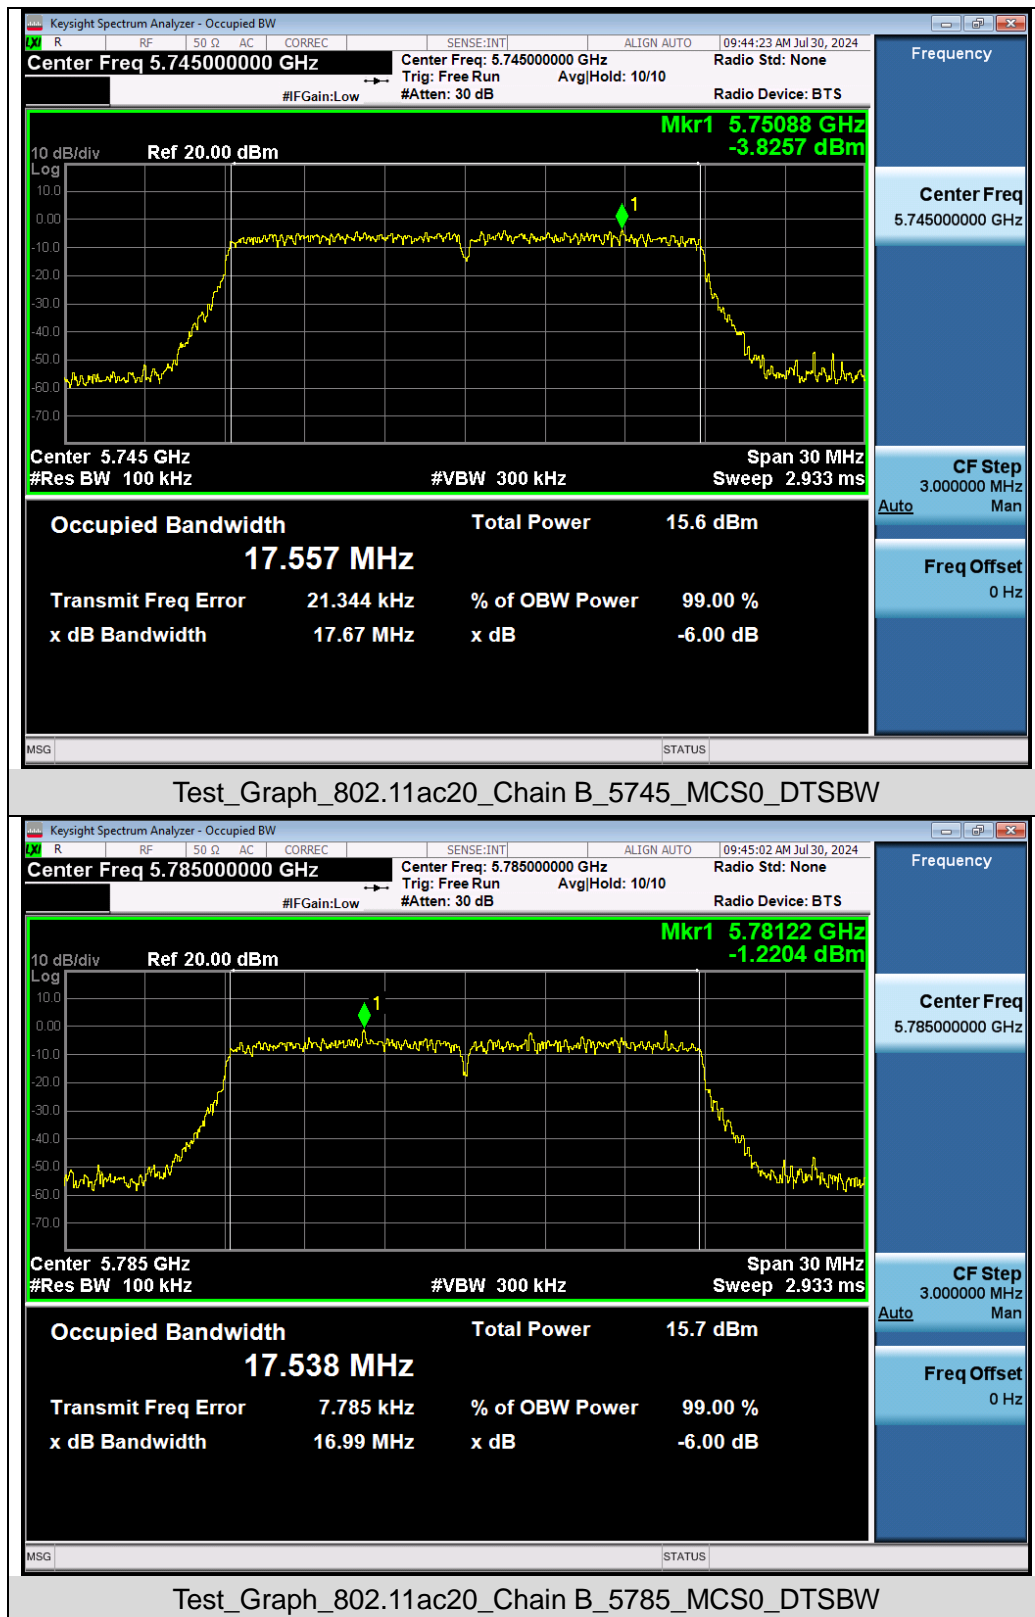 Keysight Spectrum Analyzer - Occupied BW
LXI R RF 50 Ω AC CORREC SENSE:INT ALIGN AUTO 09:44:23 AM Jul 30, 2024
Center Freq 5.745000000 GHz
Center Freq: 5.745000000 GHz
Radio Std: None
Trig: Free Run Avg|Hold: 10/10
#IFGain:Low #Atten: 30 dB Radio Device: BTS
Mkr1 5.75088 GHz
-3.8257 dBm
10 dB/div Ref 20.00 dBm
Log
10.0
0.00
-10.0
-20.0
-30.0
-40.0
-50.0
-60.0
-70.0
1
Center 5.745 GHz Span 30 MHz
#Res BW 100 kHz #VBW 300 kHz Sweep 2.933 ms
Occupied Bandwidth Total Power 15.6 dBm
17.557 MHz
Transmit Freq Error 21.344 kHz % of OBW Power 99.00 %
x dB Bandwidth 17.67 MHz x dB -6.00 dB
MSG STATUS
Frequency
Center Freq
5.745000000 GHz
CF Step
3.000000 MHz
Auto Man
Freq Offset
0 Hz
Test_Graph_802.11ac20_Chain B_5745_MCS0_DTSBW
Keysight Spectrum Analyzer - Occupied BW
LXI R RF 50 Ω AC CORREC SENSE:INT ALIGN AUTO 09:45:02 AM Jul 30, 2024
Center Freq 5.785000000 GHz
Center Freq: 5.785000000 GHz
Radio Std: None
Trig: Free Run Avg|Hold: 10/10
#IFGain:Low #Atten: 30 dB Radio Device: BTS
Mkr1 5.78122 GHz
-1.2204 dBm
10 dB/div Ref 20.00 dBm
Log
10.0
0.00
-10.0
-20.0
-30.0
-40.0
-50.0
-60.0
-70.0
1
Center 5.785 GHz Span 30 MHz
#Res BW 100 kHz #VBW 300 kHz Sweep 2.933 ms
Occupied Bandwidth Total Power 15.7 dBm
17.538 MHz
Transmit Freq Error 7.785 kHz % of OBW Power 99.00 %
x dB Bandwidth 16.99 MHz x dB -6.00 dB
MSG STATUS
Frequency
Center Freq
5.785000000 GHz
CF Step
3.000000 MHz
Auto Man
Freq Offset
0 Hz
Test_Graph_802.11ac20_Chain B_5785_MCS0_DTSBW